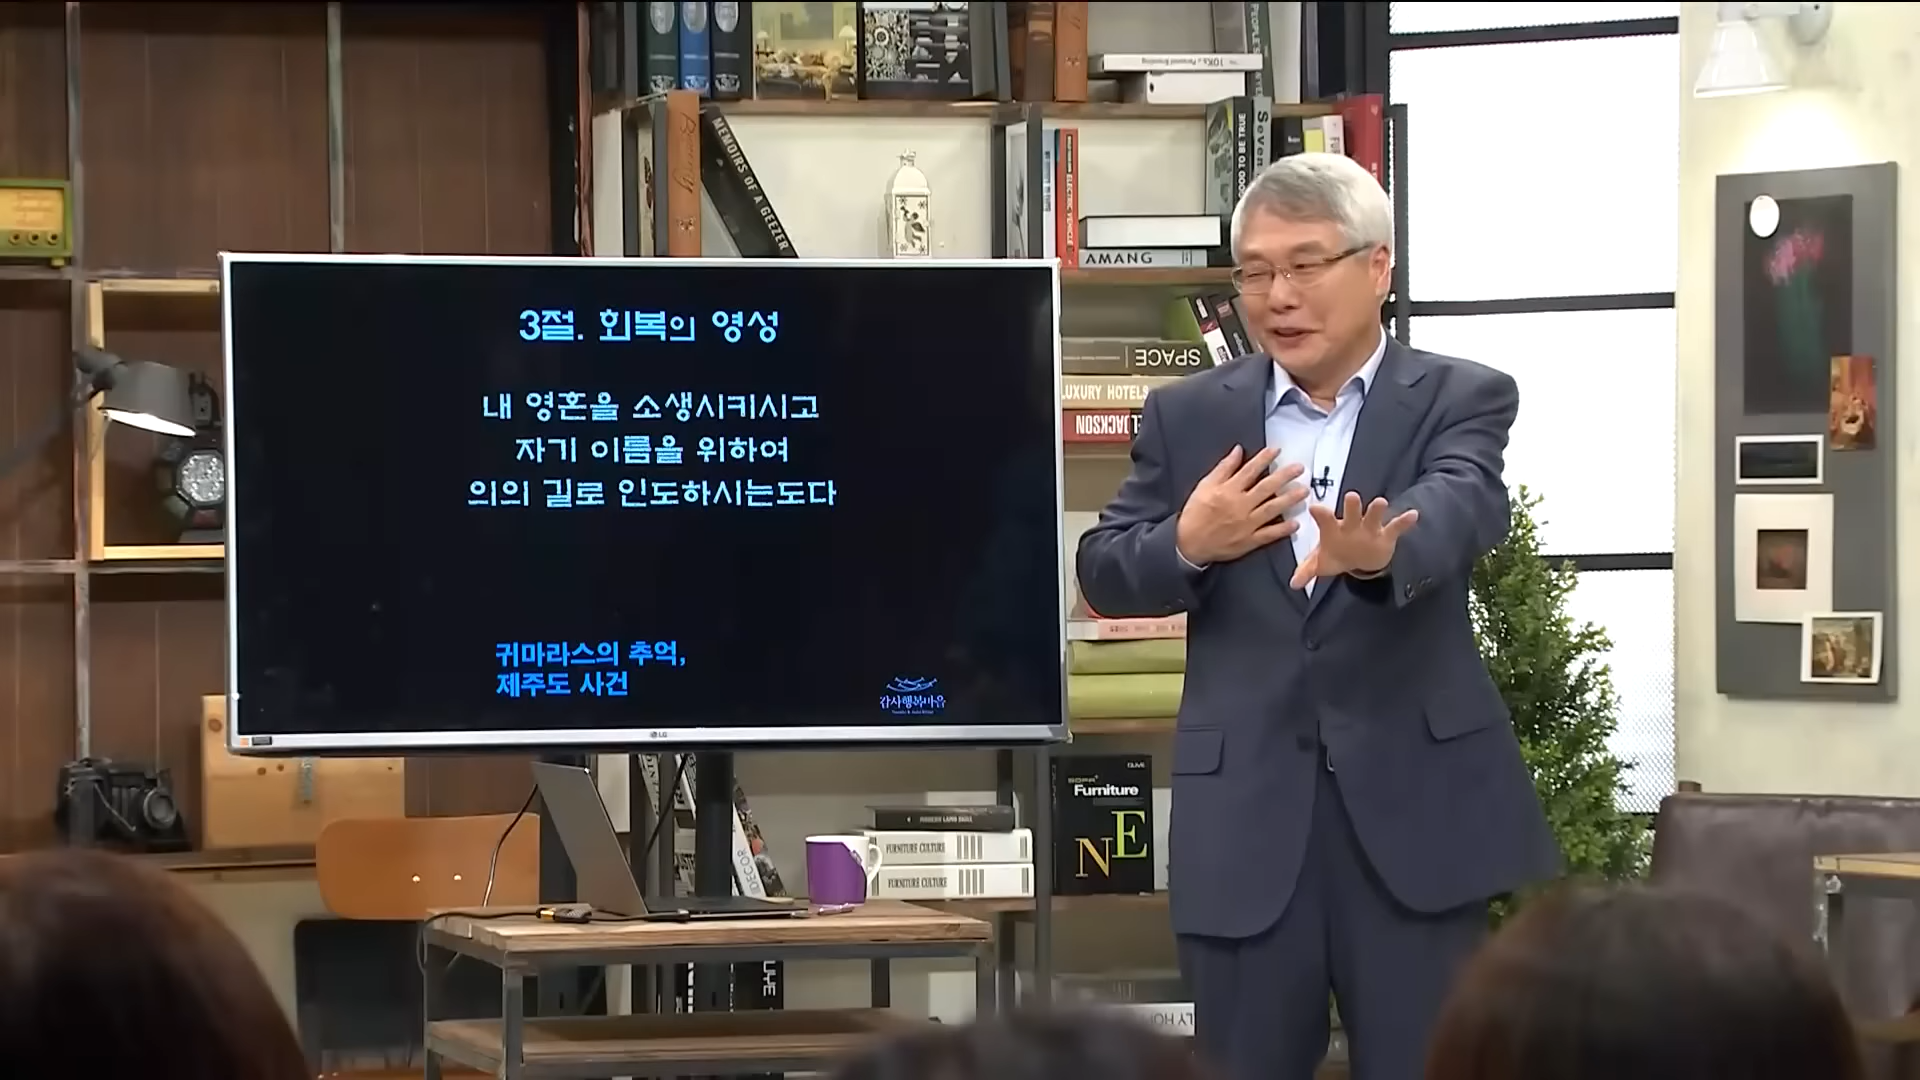 3절. 회복의 영성
내 영혼을 소생시키시고
자기 이름을 위하여
의의 길로 인도하시는도다
귀마라스의 추억,
제주도 사건
감사행복마음
LG
MEMOIRS OF A GEEZER
ELECTRIC VEHICLE
GOOD TO BE TRUE
Seven
AMANG
SPACE
LUXURY HOTELS
JACKSON
Furniture
NE
FURNITURE CULTURE
FURNITURE CULTURE
DECOR